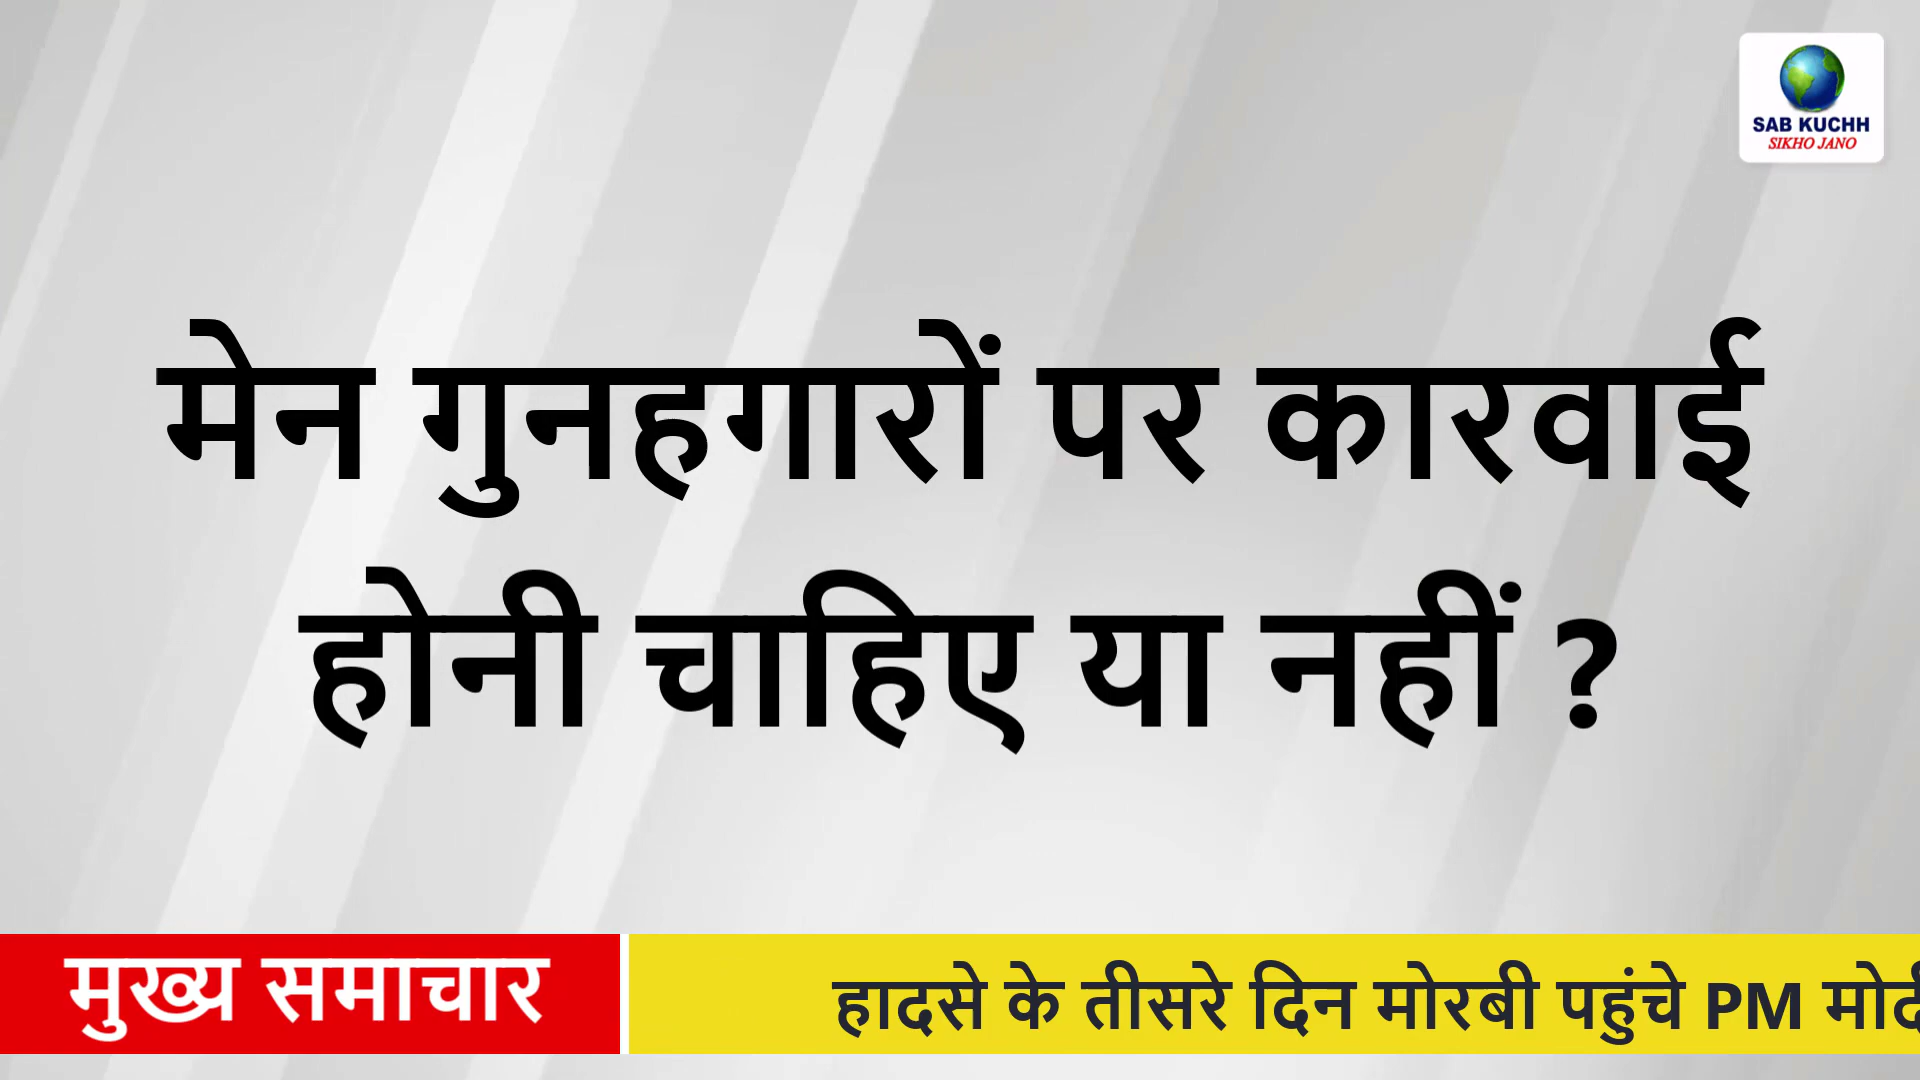 SAB KUCHH
SIKHO JANO
मेन गुनहगारों पर कारवाई
होनी चाहिए या नहीं ?
मुख्य समाचार
हादसे के तीसरे दिन मोरबी पहुंचे PM